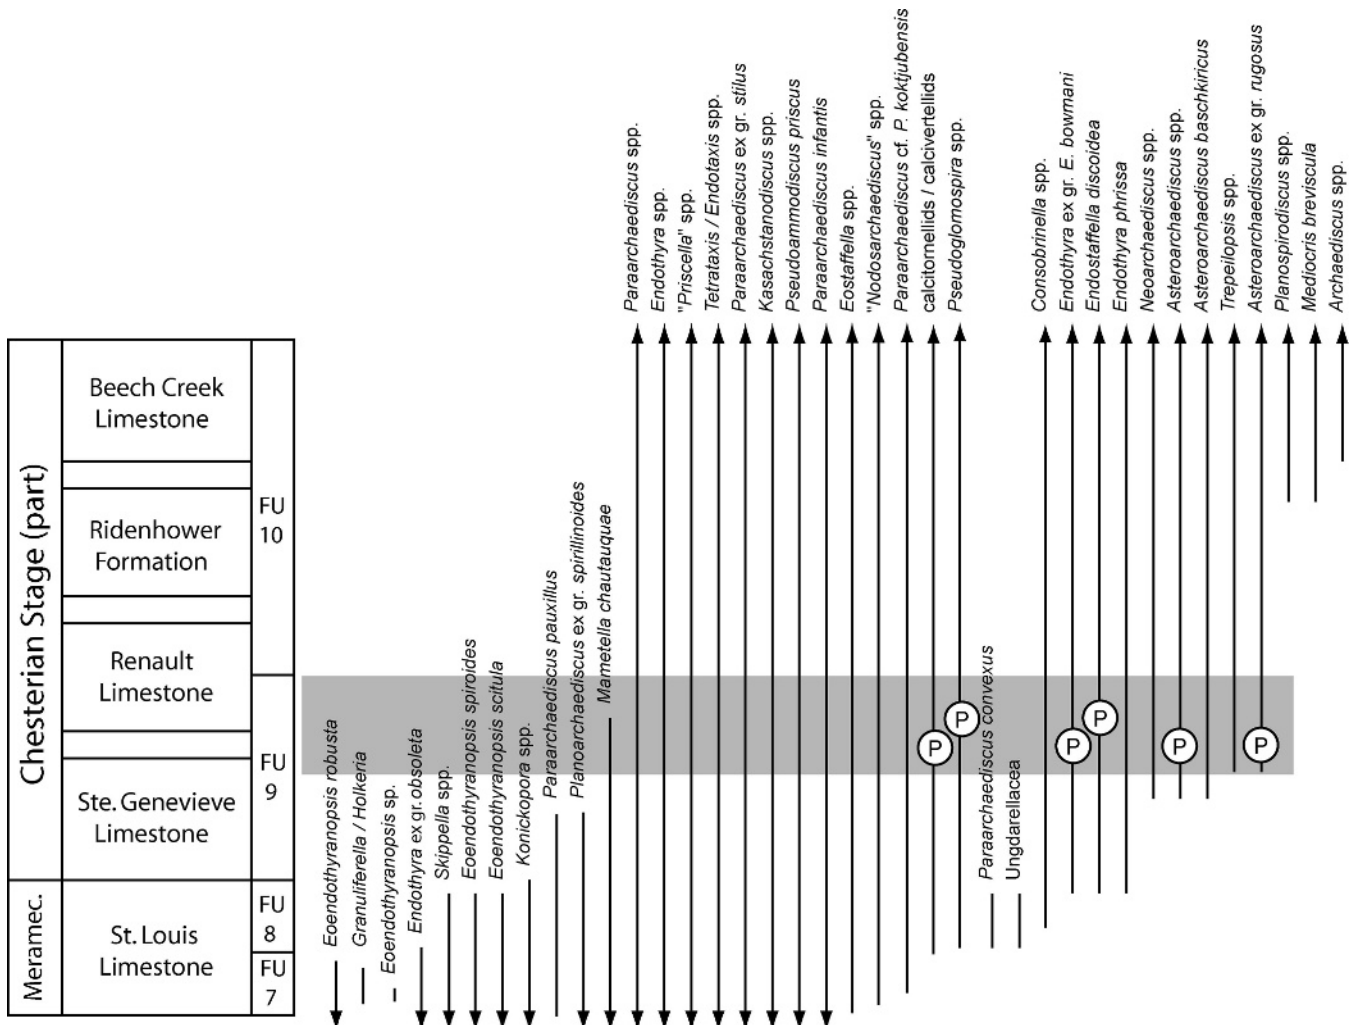 Chesterian Stage (part)
Meramec.
Beech Creek
Limestone
Ridenhower
Formation
Renault
Limestone
Ste. Genevieve
Limestone
St. Louis
Limestone
FU
10
FU
9
FU
8
FU
7
Eoendothyranopsis robusta
Granuliferella / Holkeria
Eoendothyranopsis sp.
Endothyra ex gr. obsoleta
Skippella spp.
Eoendothyranopsis spiroides
Eoendothyranopsis scitula
Konickopora spp.
Paraarchaediscus pauxillus
Planoarchaediscus ex gr. spirillinoides
Mametella chautauquae
Paraarchaediscus spp.
Endothyra spp.
"Priscella" spp.
Tetrataxis / Endotaxis spp.
Paraarchaediscus ex gr. stilus
Kasachstanodiscus spp.
Pseudoammodiscus priscus
Paraarchaediscus infantis
Eostaffella spp.
"Nodosarchaediscus" spp.
Paraarchaediscus cf. P. koktjubensis
calcitornellids / calcivertellids
Pseudoglomospira spp.
Paraarchaediscus convexus
Ungdarellacea
Consobrinella spp.
Endothyra ex gr. E. bowmani
Endostaffella discoidea
Endothyra phrissa
Neoarchaediscus spp.
Asteroarchaediscus spp.
Asteroarchaediscus baschkiricus
Trepeilopsis spp.
Asteroarchaediscus ex gr. rugosus
Planospirodiscus spp.
Mediocris breviscula
Archaediscus spp.
P
P
P
P
P
P